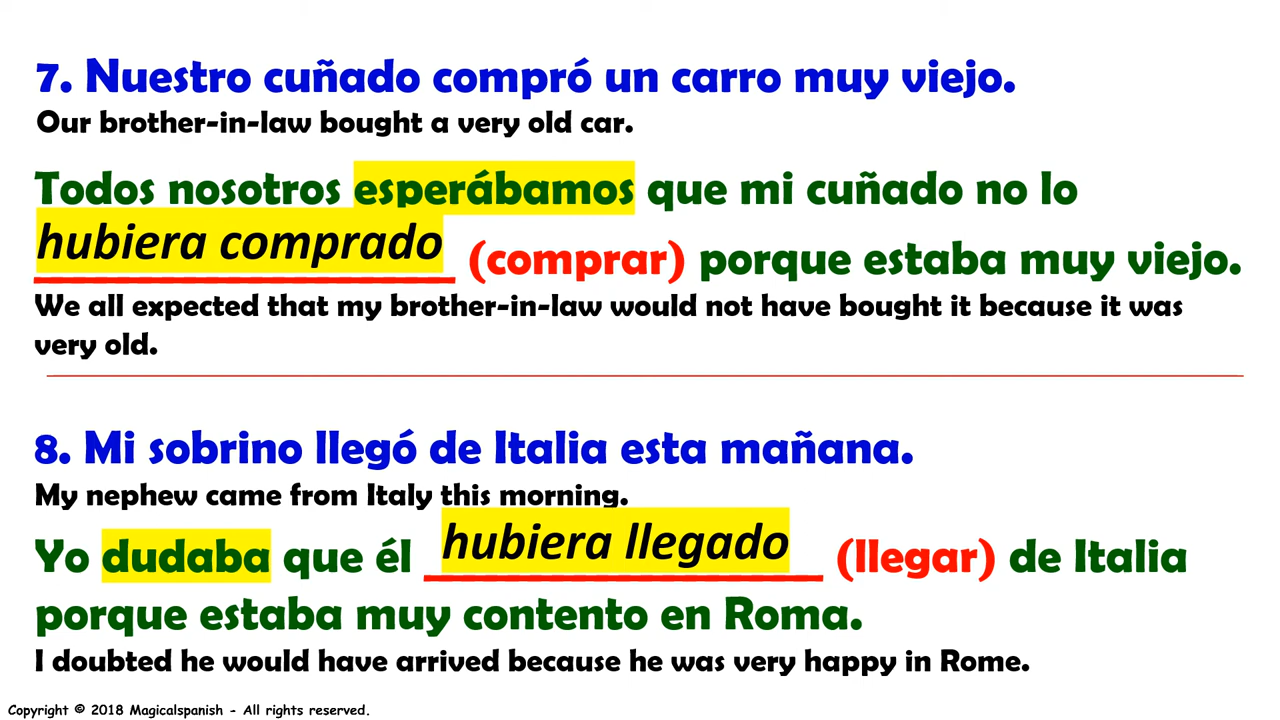 7. Nuestro cuñado compró un carro muy viejo.
Our brother-in-law bought a very old car.
Todos nosotros esperábamos que mi cuñado no lo
hubiera comprado (comprar) porque estaba muy viejo.
We all expected that my brother-in-law would not have bought it because it was
very old.
8. Mi sobrino llegó de Italia esta mañana.
My nephew came from Italy this morning.
Yo dudaba que él hubiera llegado (llegar) de Italia
porque estaba muy contento en Roma.
I doubted he would have arrived because he was very happy in Rome.
Copyright © 2018 Magicalspanish - All rights reserved.